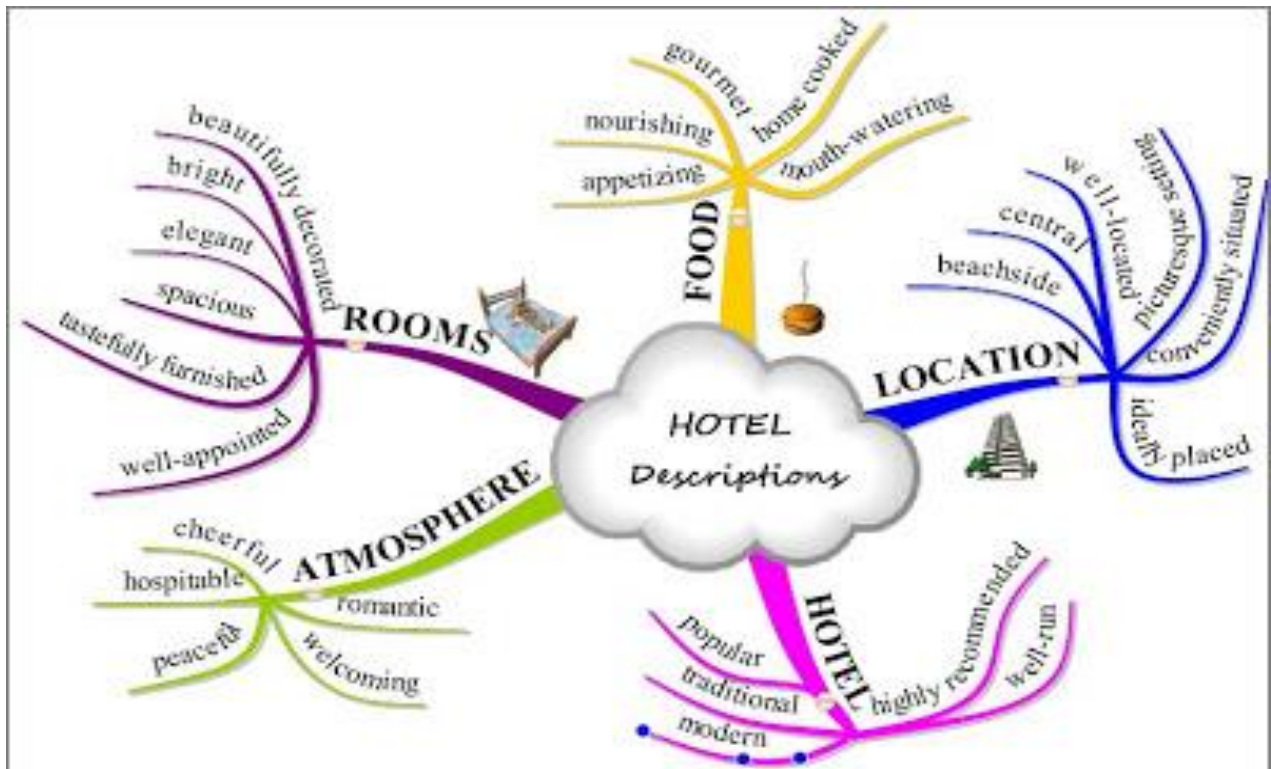 HOTEL
Descriptions
FOOD
gourmet
home cooked
nourishing
mouth-watering
appetizing
LOCATION
well-located
picturesque setting
central
conveniently situated
beachside
ideally-placed
HOTEL
popular
highly recommended
traditional
well-run
modern
ATMOSPHERE
cheerful
hospitable
romantic
peaceful
welcoming
ROOMS
beautifully decorated
bright
elegant
spacious
tastefully furnished
well-appointed